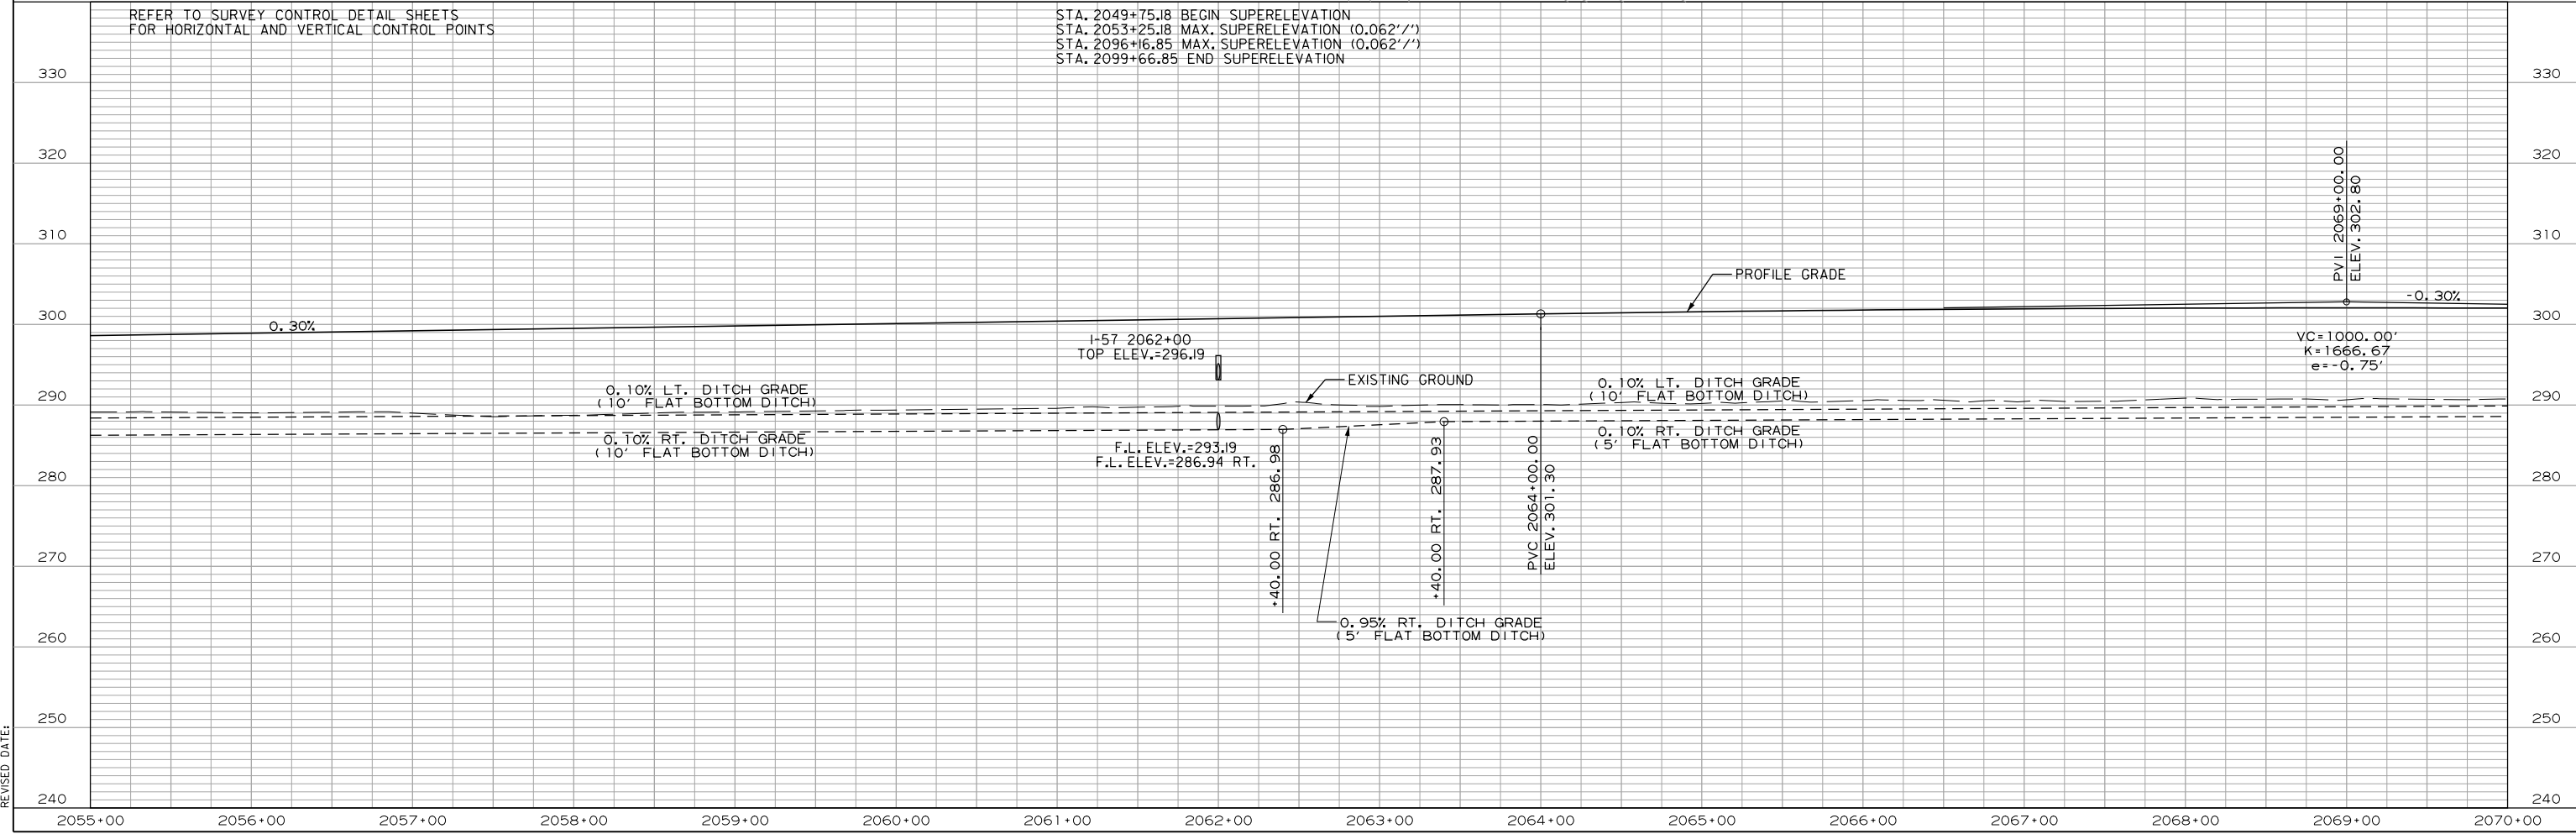 REFER TO SURVEY CONTROL DETAIL SHEETS
FOR HORIZONTAL AND VERTICAL CONTROL POINTS
STA. 2049+75.18 BEGIN SUPERELEVATION
STA. 2053+25.18 MAX. SUPERELEVATION (0.062'/')
STA. 2096+16.85 MAX. SUPERELEVATION (0.062'/')
STA. 2099+66.85 END SUPERELEVATION
330
330
320
320
310
310
300
300
290
290
280
280
270
270
260
260
250
250
240
240
PVI 2069+00.00
ELEV. 302.80
PROFILE GRADE
0.30%
-0.30%
I-57 2062+00
TOP ELEV.=296.19
VC=1000.00'
K=1666.67
e=-0.75'
EXISTING GROUND
0.10% LT. DITCH GRADE
(10' FLAT BOTTOM DITCH)
0.10% LT. DITCH GRADE
(10' FLAT BOTTOM DITCH)
0.10% RT. DITCH GRADE
(10' FLAT BOTTOM DITCH)
F.L. ELEV.=293.19
F.L. ELEV.=286.94 RT.
0.10% RT. DITCH GRADE
(5' FLAT BOTTOM DITCH)
+40.00 RT. 286.98
+40.00 RT. 287.93
PVC 2064+00.00
ELEV. 301.30
0.95% RT. DITCH GRADE
(5' FLAT BOTTOM DITCH)
REVISED DATE:
2055+00
2056+00
2057+00
2058+00
2059+00
2060+00
2061+00
2062+00
2063+00
2064+00
2065+00
2066+00
2067+00
2068+00
2069+00
2070+00